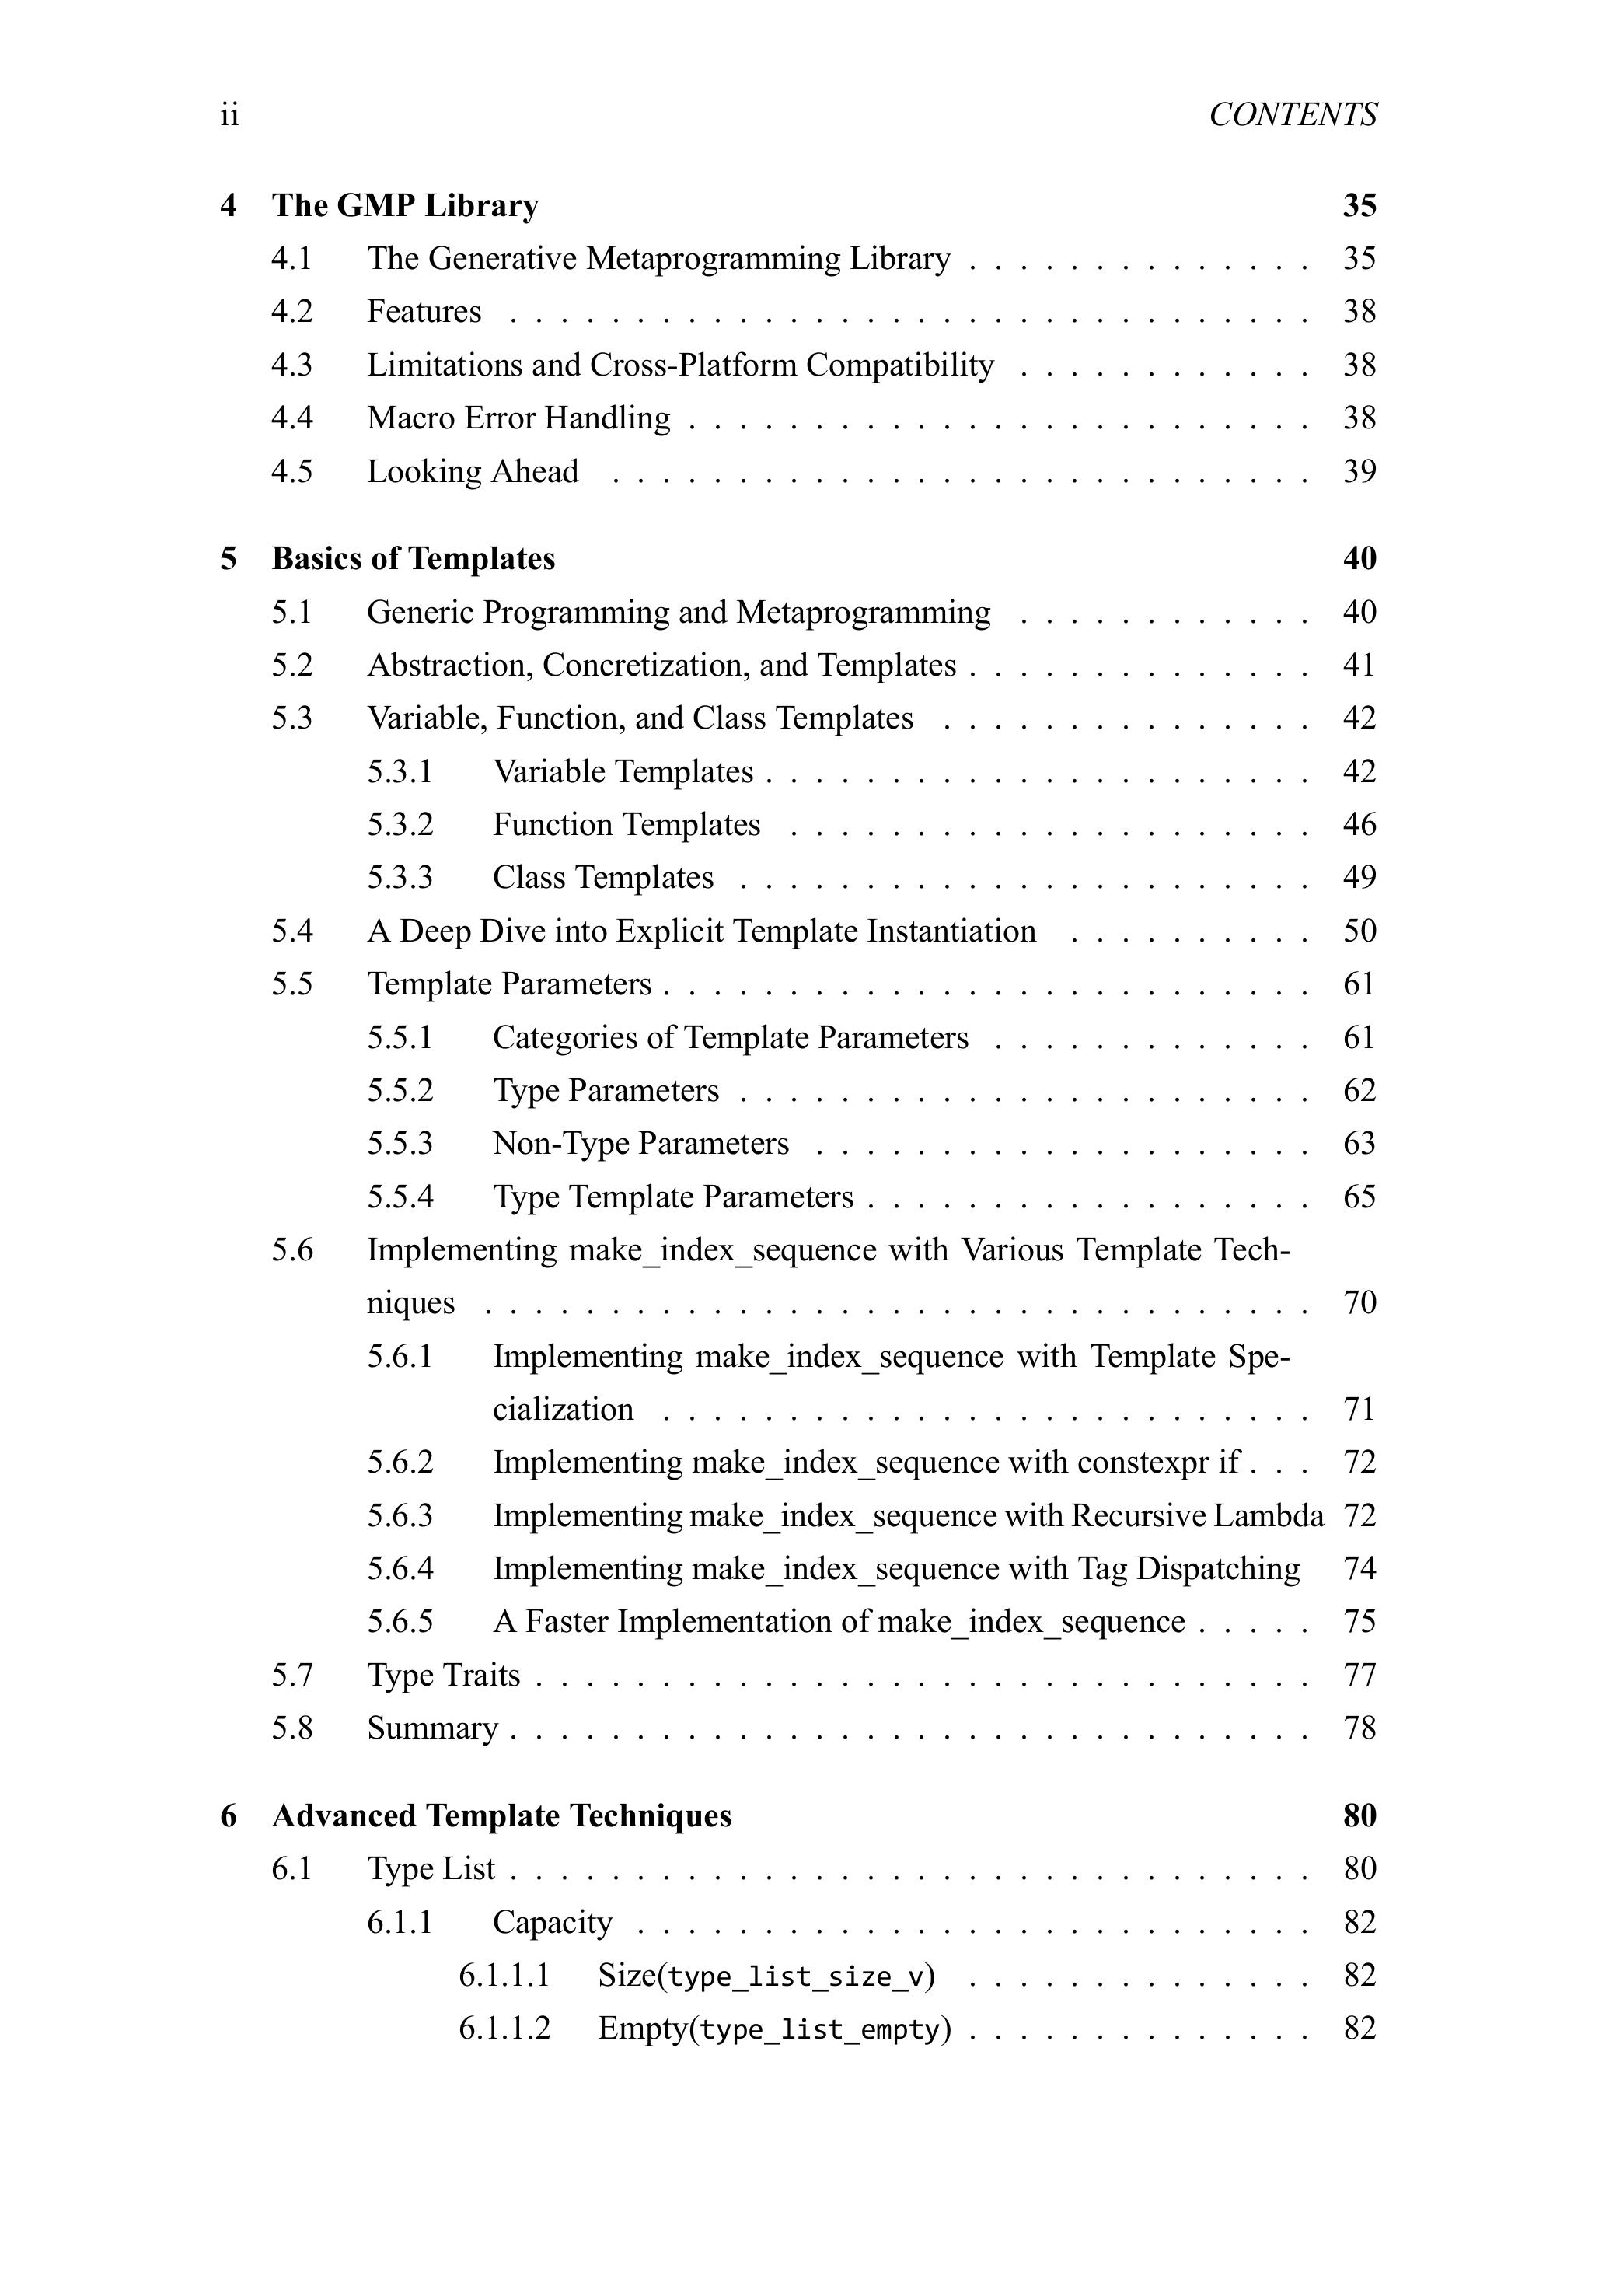 ii CONTENTS
4 The GMP Library 35
4.1 The Generative Metaprogramming Library . . . . . . . . . . . . . . 35
4.2 Features . . . . . . . . . . . . . . . . . . . . . . . . . . . . . . . . 38
4.3 Limitations and Cross-Platform Compatibility . . . . . . . . . . . . 38
4.4 Macro Error Handling . . . . . . . . . . . . . . . . . . . . . . . . . 38
4.5 Looking Ahead . . . . . . . . . . . . . . . . . . . . . . . . . . . . 39
5 Basics of Templates 40
5.1 Generic Programming and Metaprogramming . . . . . . . . . . . . 40
5.2 Abstraction, Concretization, and Templates . . . . . . . . . . . . . . 41
5.3 Variable, Function, and Class Templates . . . . . . . . . . . . . . . 42
5.3.1 Variable Templates . . . . . . . . . . . . . . . . . . . . . . 42
5.3.2 Function Templates . . . . . . . . . . . . . . . . . . . . . 46
5.3.3 Class Templates . . . . . . . . . . . . . . . . . . . . . . . 49
5.4 A Deep Dive into Explicit Template Instantiation . . . . . . . . . . 50
5.5 Template Parameters . . . . . . . . . . . . . . . . . . . . . . . . . . 61
5.5.1 Categories of Template Parameters . . . . . . . . . . . . . 61
5.5.2 Type Parameters . . . . . . . . . . . . . . . . . . . . . . . 62
5.5.3 Non-Type Parameters . . . . . . . . . . . . . . . . . . . . 63
5.5.4 Type Template Parameters . . . . . . . . . . . . . . . . . . 65
5.6 Implementing make_index_sequence with Various Template Tech-
niques . . . . . . . . . . . . . . . . . . . . . . . . . . . . . . . . . 70
5.6.1 Implementing make_index_sequence with Template Spe-
cialization . . . . . . . . . . . . . . . . . . . . . . . . . . 71
5.6.2 Implementing make_index_sequence with constexpr if . . . 72
5.6.3 Implementing make_index_sequence with Recursive Lambda 72
5.6.4 Implementing make_index_sequence with Tag Dispatching 74
5.6.5 A Faster Implementation of make_index_sequence . . . . . 75
5.7 Type Traits . . . . . . . . . . . . . . . . . . . . . . . . . . . . . . . 77
5.8 Summary . . . . . . . . . . . . . . . . . . . . . . . . . . . . . . . . 78
6 Advanced Template Techniques 80
6.1 Type List . . . . . . . . . . . . . . . . . . . . . . . . . . . . . . . . 80
6.1.1 Capacity . . . . . . . . . . . . . . . . . . . . . . . . . . . 82
6.1.1.1 Size(type_list_size_v) . . . . . . . . . . . . . . 82
6.1.1.2 Empty(type_list_empty) . . . . . . . . . . . . . . 82